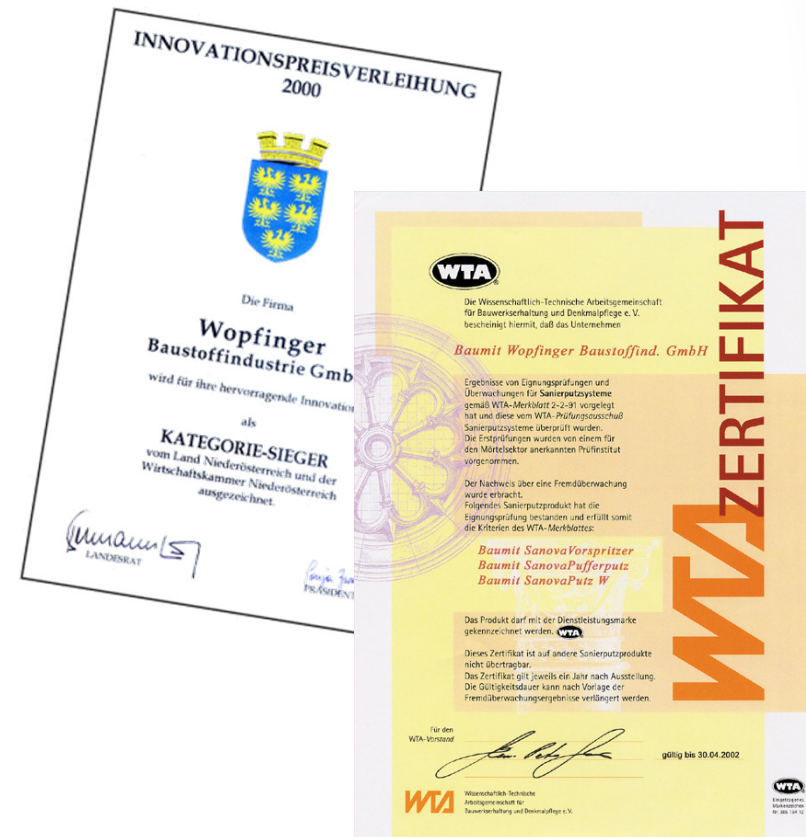 INNOVATIONSPREISVERLEIHUNG
2000
Die Firma
Wopfinger
Baustoffindustrie Gmb
wird für ihre hervorragende Innovation
als
KATEGORIE-SIEGER
vom Land Niederösterreich und der
Wirtschaftskammer Niederösterreich
ausgezeichnet.
LANDESRAT
PRÄSIDENT
WTA
Die Wissenschaftlich-Technische Arbeitsgemeinschaft
für Bauwerkserhaltung und Denkmalpflege e. V.
bescheinigt hiermit, daß das Unternehmen
Baumit Wopfinger Baustoffind. GmbH
Ergebnisse von Eignungsprüfungen und
Überwachungen für Sanierputzsysteme
gemäß WTA-Merkblatt 2-2-91 vorgelegt
hat und diese vom WTA-Prüfungsausschuß
Sanierputzsysteme überprüft wurden.
Die Erstprüfungen wurden von einem für
den Mörtelsektor anerkannten Prüfinstitut
vorgenommen.
Der Nachweis über eine Fremdüberwachung
wurde erbracht.
Folgendes Sanierputzprodukt hat die
Eignungsprüfung bestanden und erfüllt somit
die Kriterien des WTA-Merkblattes:
Baumit SanovaVorspritzer
Baumit SanovaPufferputz
Baumit SanovaPutz W
Das Produkt darf mit der Dienstleistungsmarke
gekennzeichnet werden. WTA
Dieses Zertifikat ist auf andere Sanierputzprodukte
nicht übertragbar.
Das Zertifikat gilt jeweils ein Jahr nach Ausstellung.
Die Gültigkeitsdauer kann nach Vorlage der
Fremdüberwachungsergebnisse verlängert werden.
Für den
WTA-Vorstand
gültig bis 30.04.2002
WTA
Wissenschaftlich-Technische
Arbeitsgemeinschaft für
Bauwerkserhaltung und Denkmalpflege e.V.
WTA ZERTIFIKAT
WTA
Eingetragenes
Markenzeichen